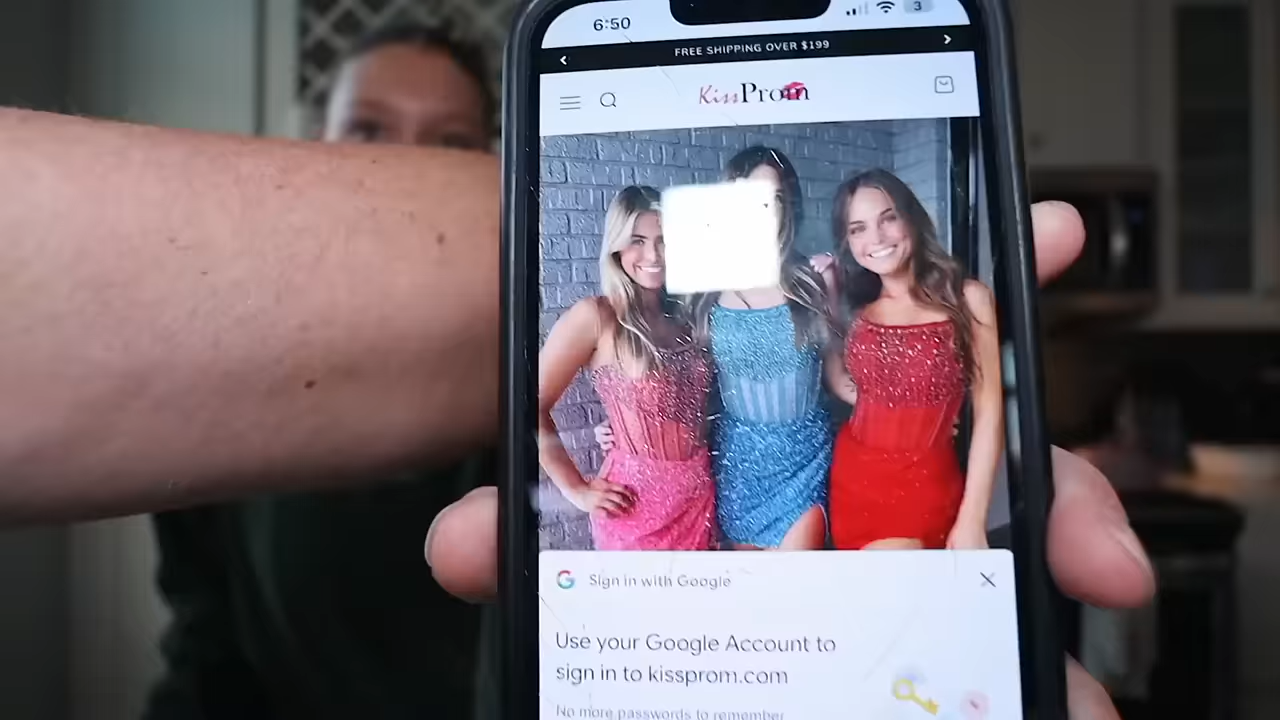 6:50
3
FREE SHIPPING OVER $199
KissProm
Sign in with Google
Use your Google Account to
sign in to kissprom.com
No more passwords to remember